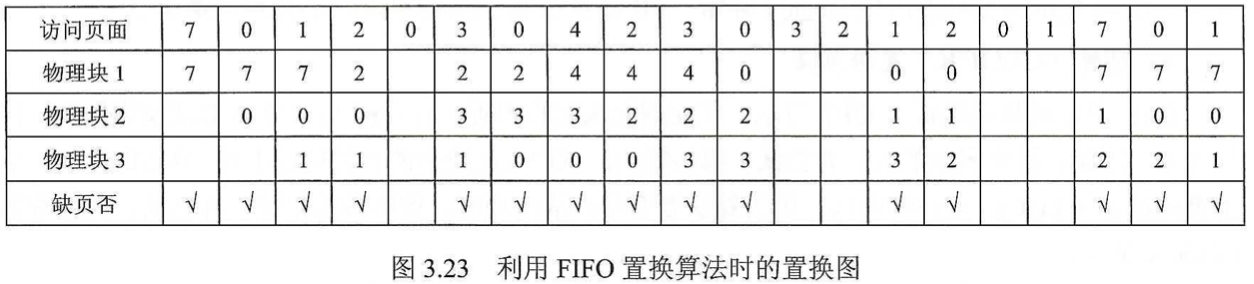 访问页面 7 0 1 2 0 3 0 4 2 3 0 3 2 1 2 0 1 7 0 1
物理块1 7 7 7 2 2 2 4 4 4 0 0 0 7 7 7
物理块2 0 0 0 3 3 3 2 2 2 1 1 1 0 0
物理块3 1 1 1 0 0 0 3 3 3 2 2 2 1
缺页否 √ √ √ √ √ √ √ √ √ √ √ √ √ √ √
图 3.23 利用 FIFO 置换算法时的置换图